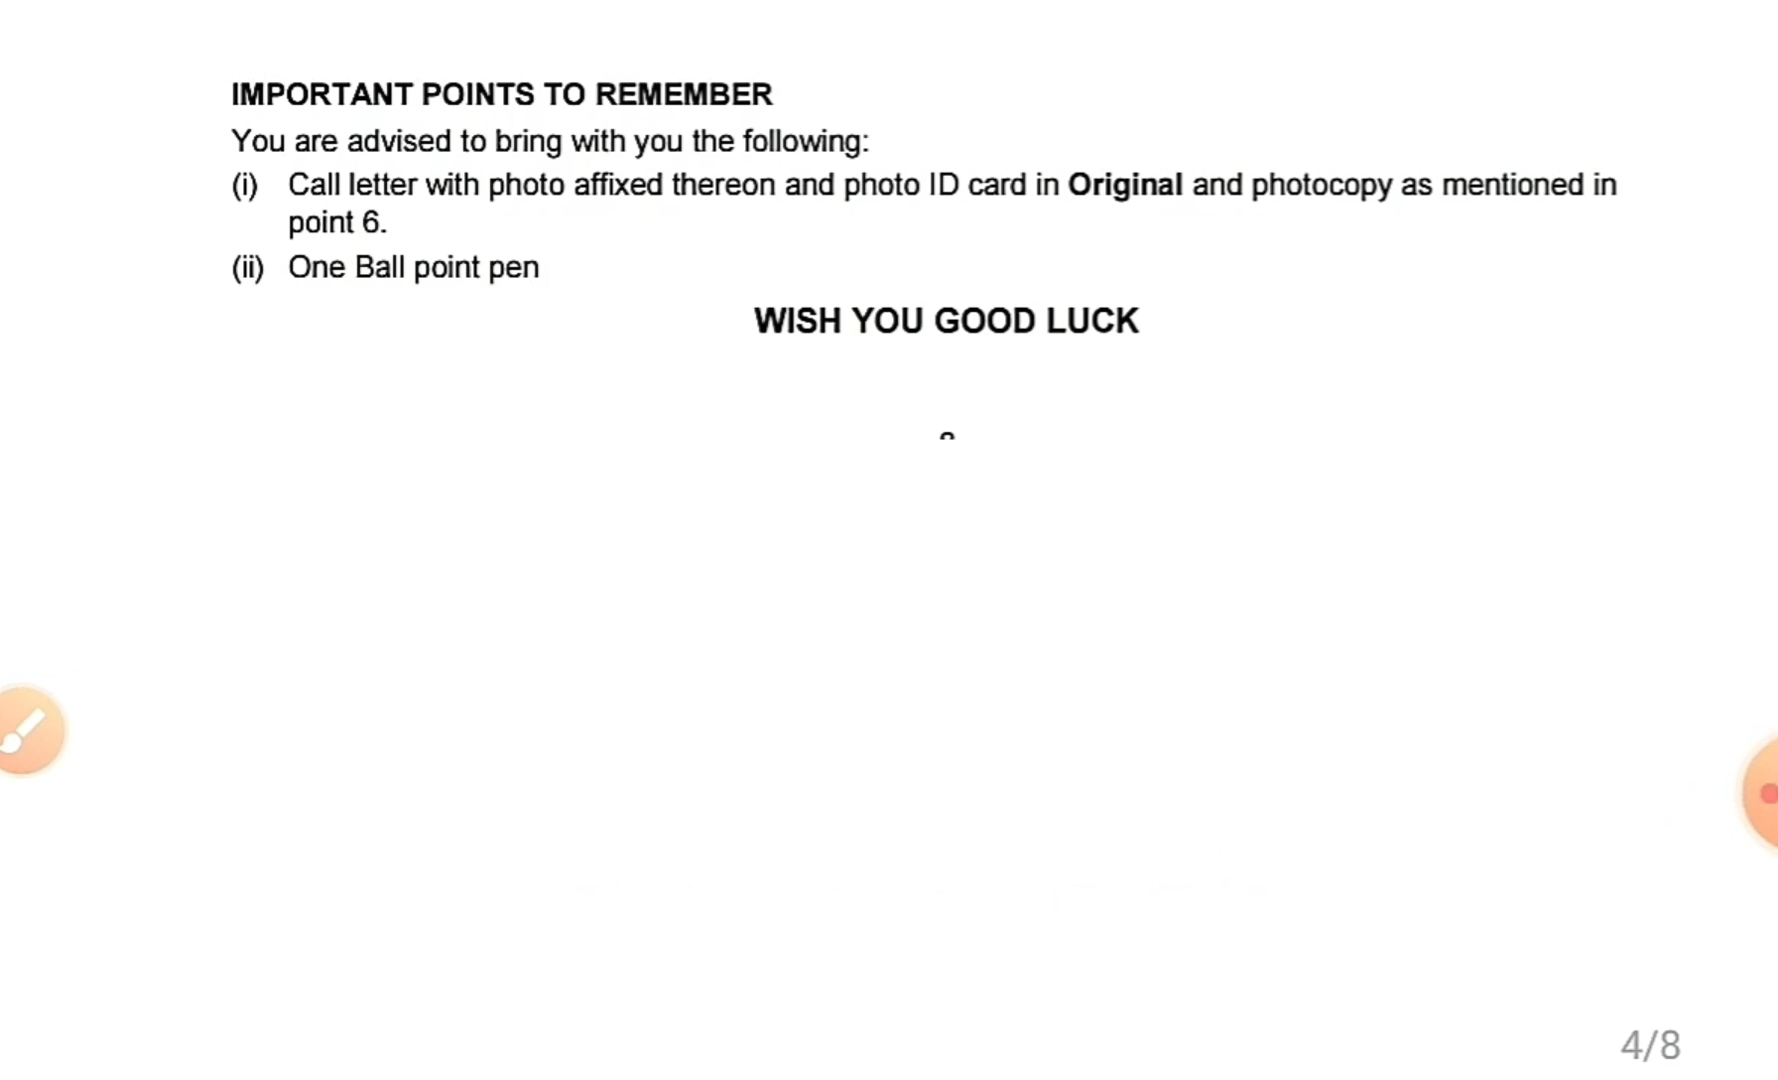 IMPORTANT POINTS TO REMEMBER
You are advised to bring with you the following:
(i) Call letter with photo affixed thereon and photo ID card in Original and photocopy as mentioned in
point 6.
(ii) One Ball point pen
WISH YOU GOOD LUCK
4/8